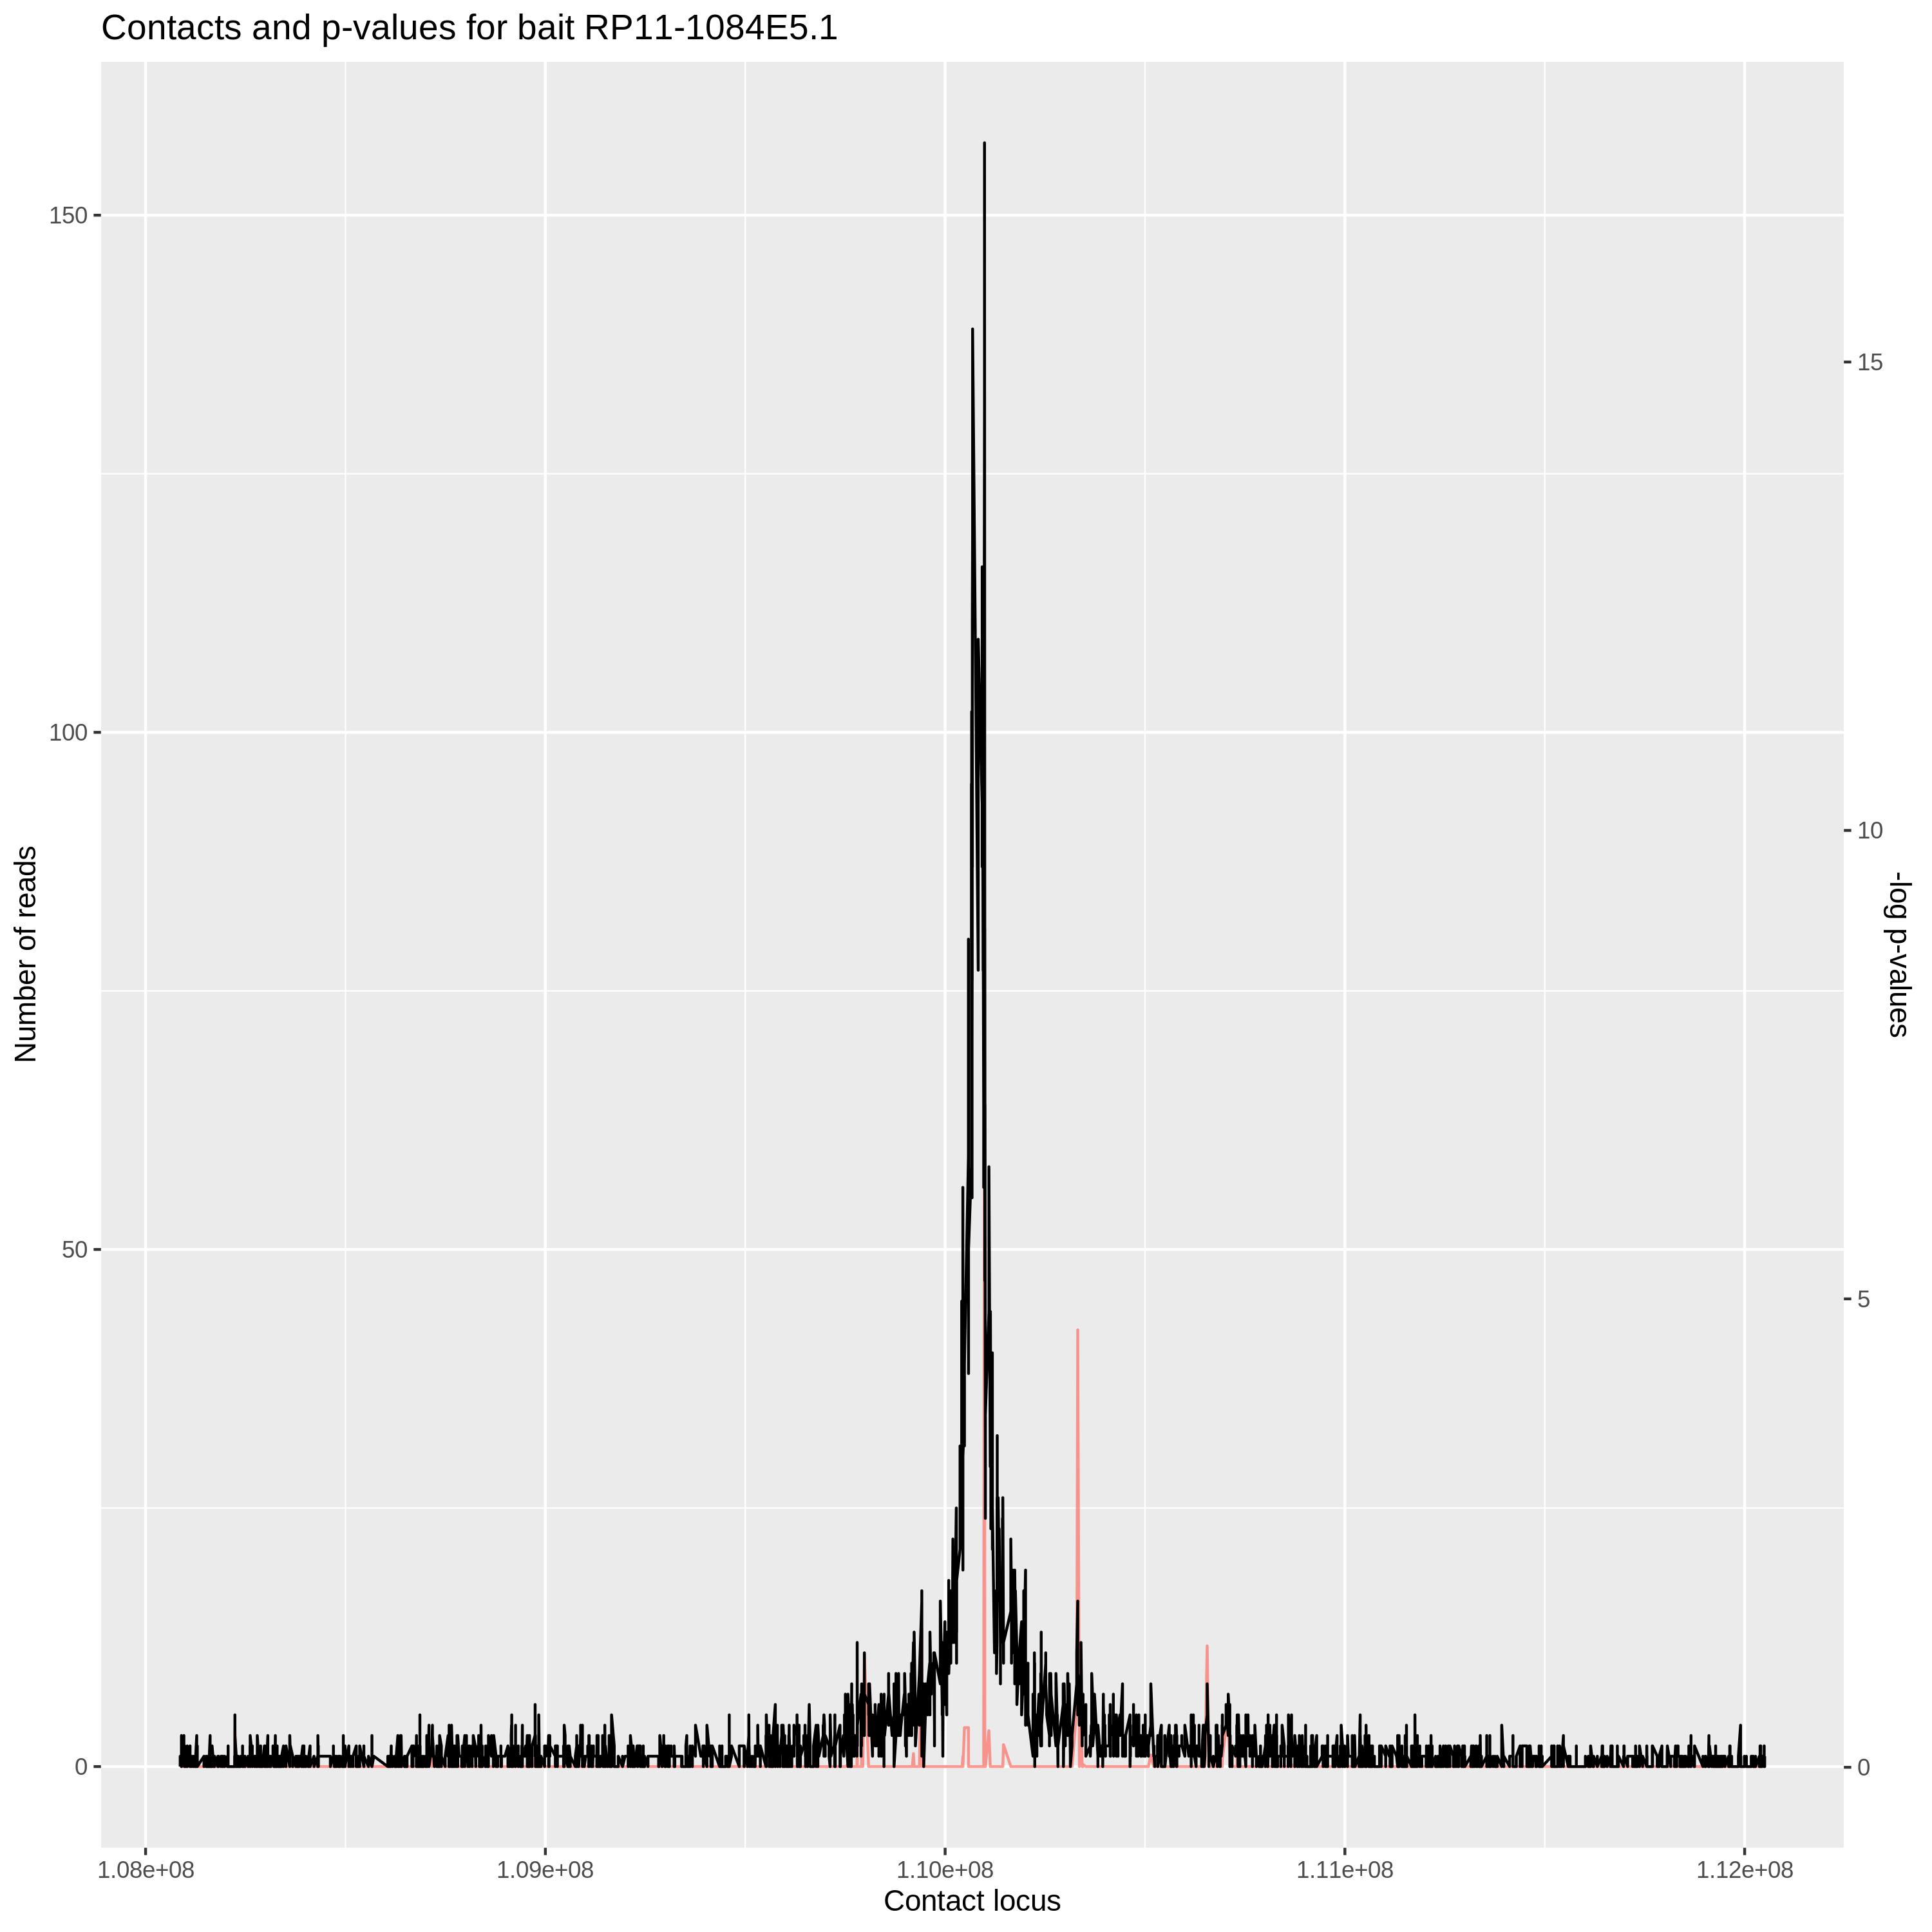 Contacts and p-values for bait RP11-1084E5.1
150
100
50
0
Number of reads
15
10
5
0
-log p-values
1.08e+08 1.09e+08 1.10e+08 1.11e+08 1.12e+08
Contact locus